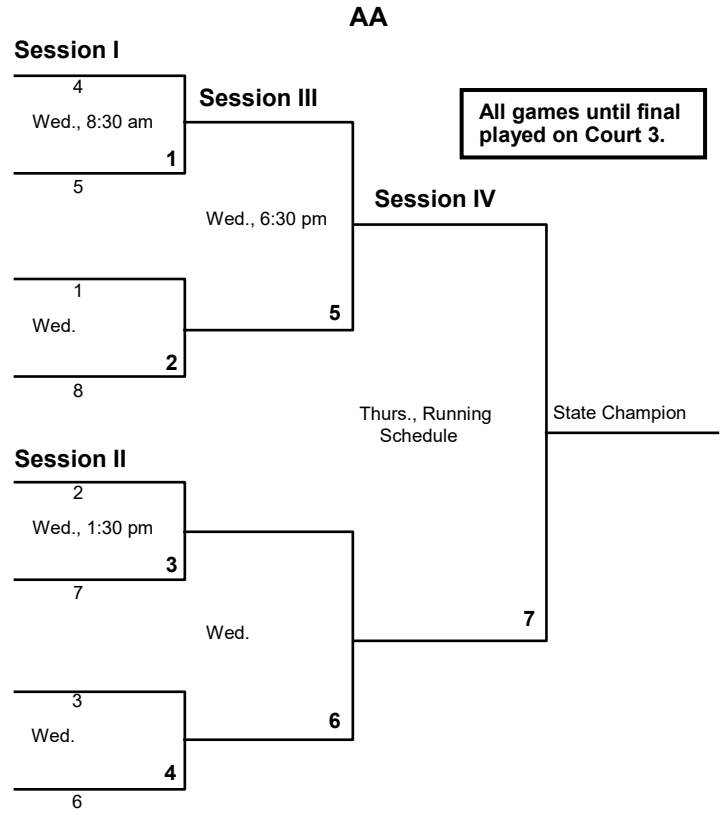 AA
Session I
4
Wed., 8:30 am
1
5
Session III
All games until final
played on Court 3.
Wed., 6:30 pm
Session IV
1
Wed.
2
8
5
Thurs., Running
Schedule
State Champion
Session II
2
Wed., 1:30 pm
3
7
Wed.
7
3
Wed.
4
6
6